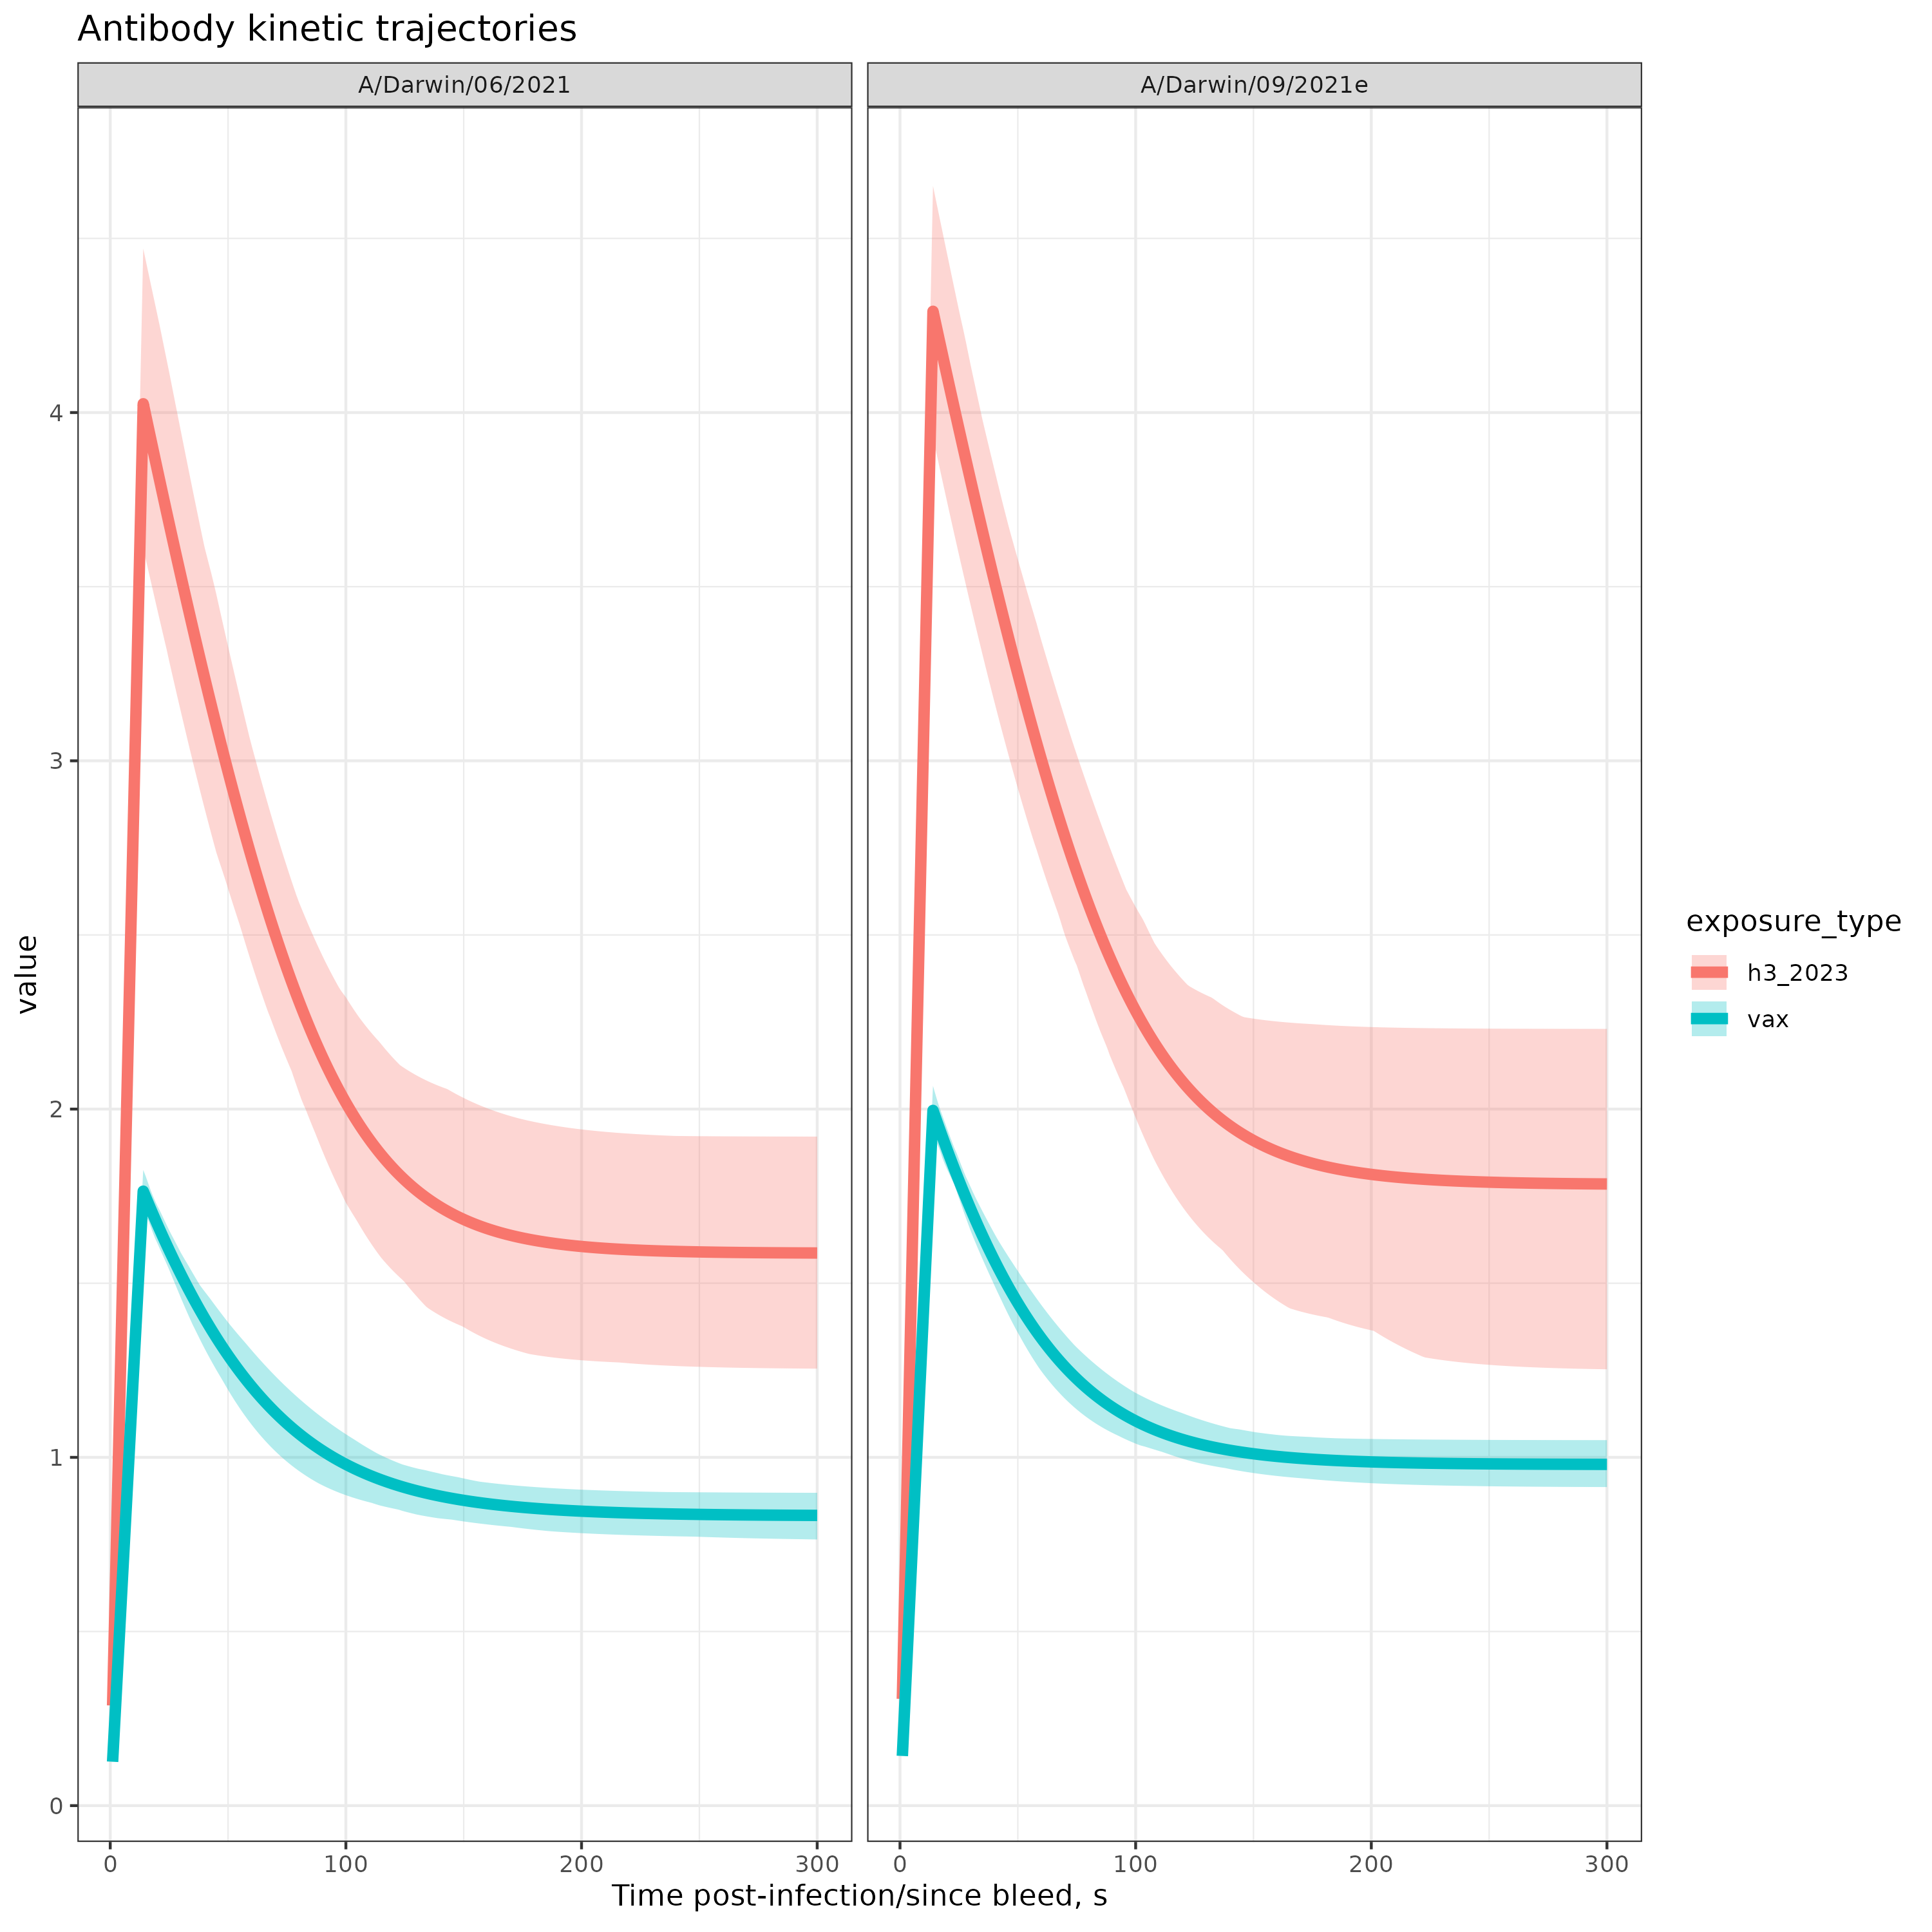 Antibody kinetic trajectories
A/Darwin/06/2021
A/Darwin/09/2021e
4
3
2
1
0
value
0 100 200 300
0 100 200 300
Time post-infection/since bleed, s
exposure_type
h3_2023
vax